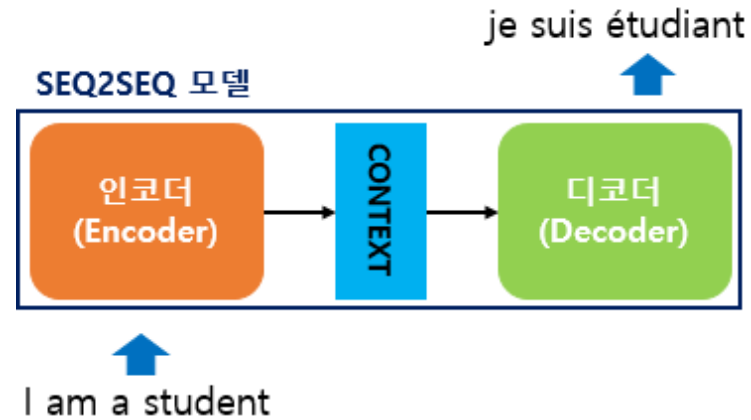 je suis étudiant
SEQ2SEQ 모델
인코더
(Encoder)
CONTEXT
디코더
(Decoder)
I am a student